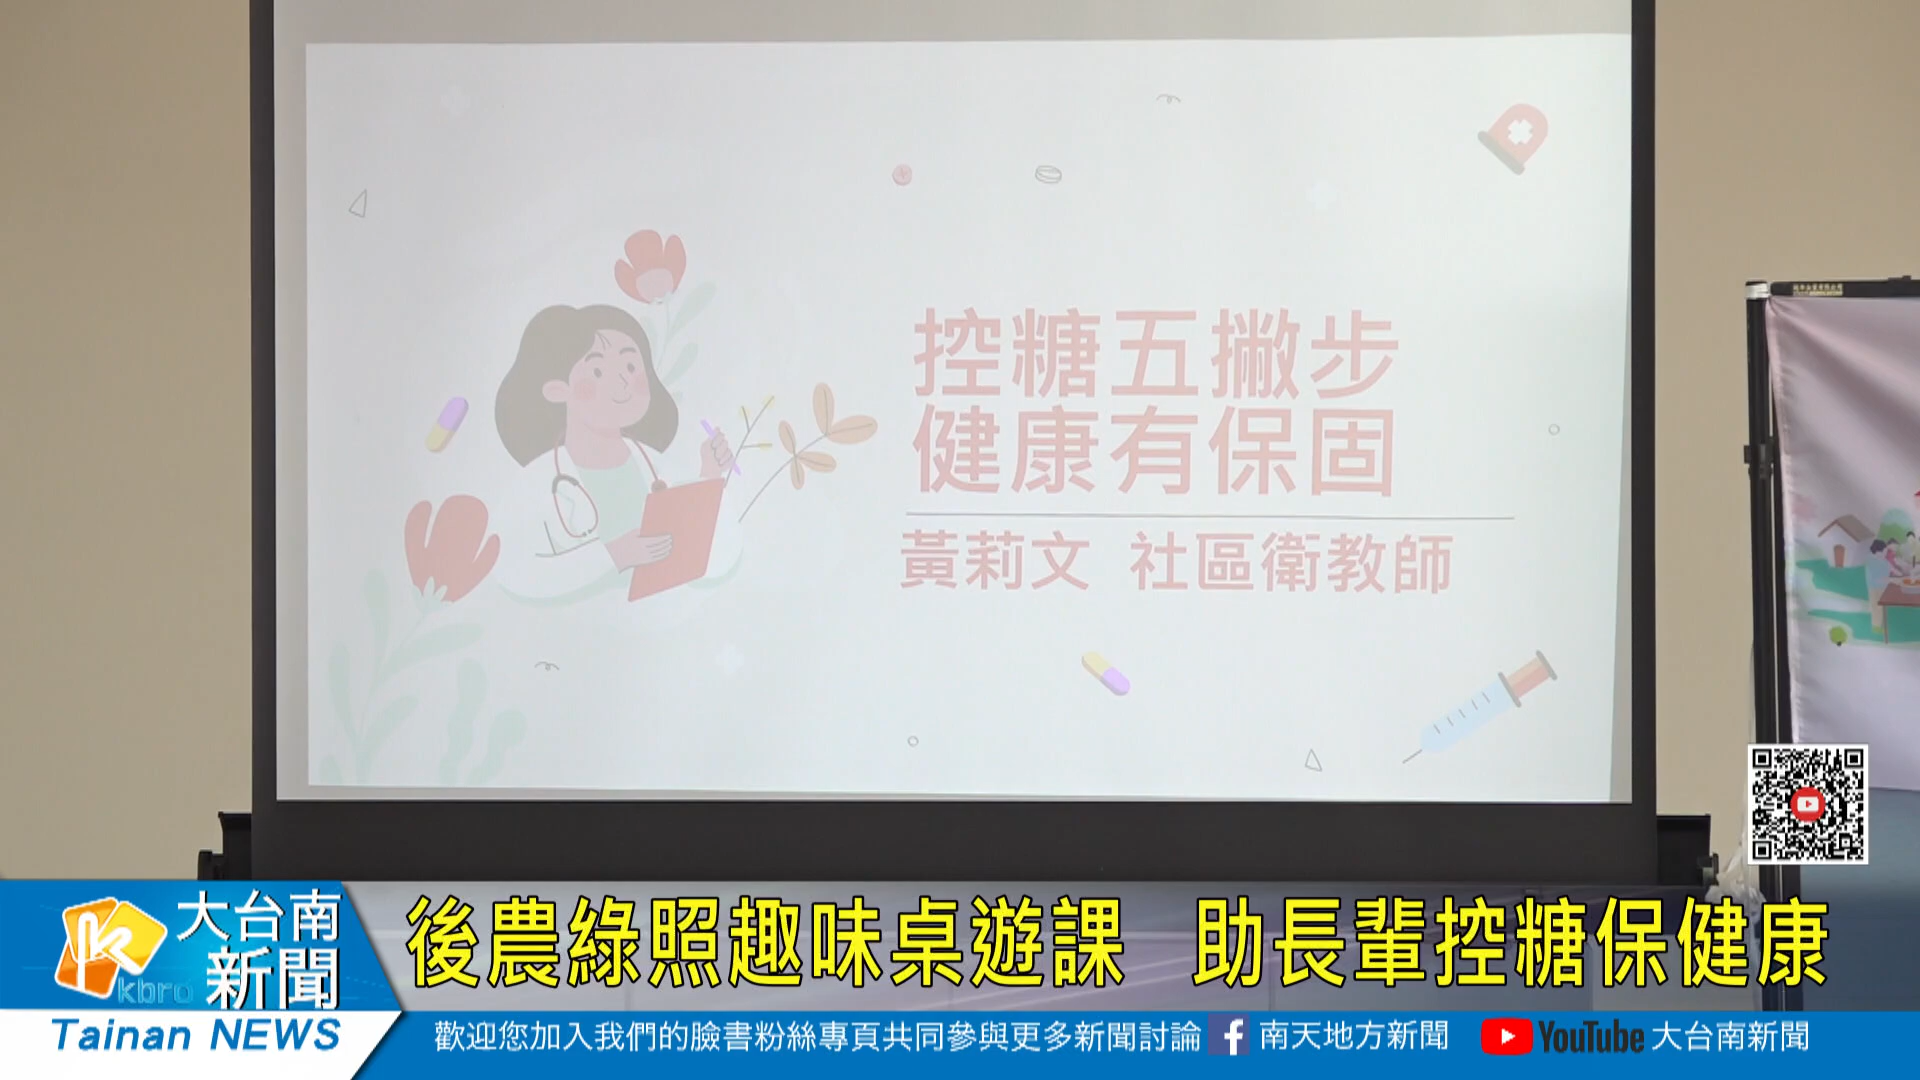 控糖五撇步
健康有保固
黃莉文 社區衛教師
大台南
新聞
kbro
Tainan NEWS
後農綠照趣味桌遊課 助長輩控糖保健康
歡迎您加入我們的臉書粉絲專頁共同參與更多新聞討論 南天地方新聞 YouTube 大台南新聞